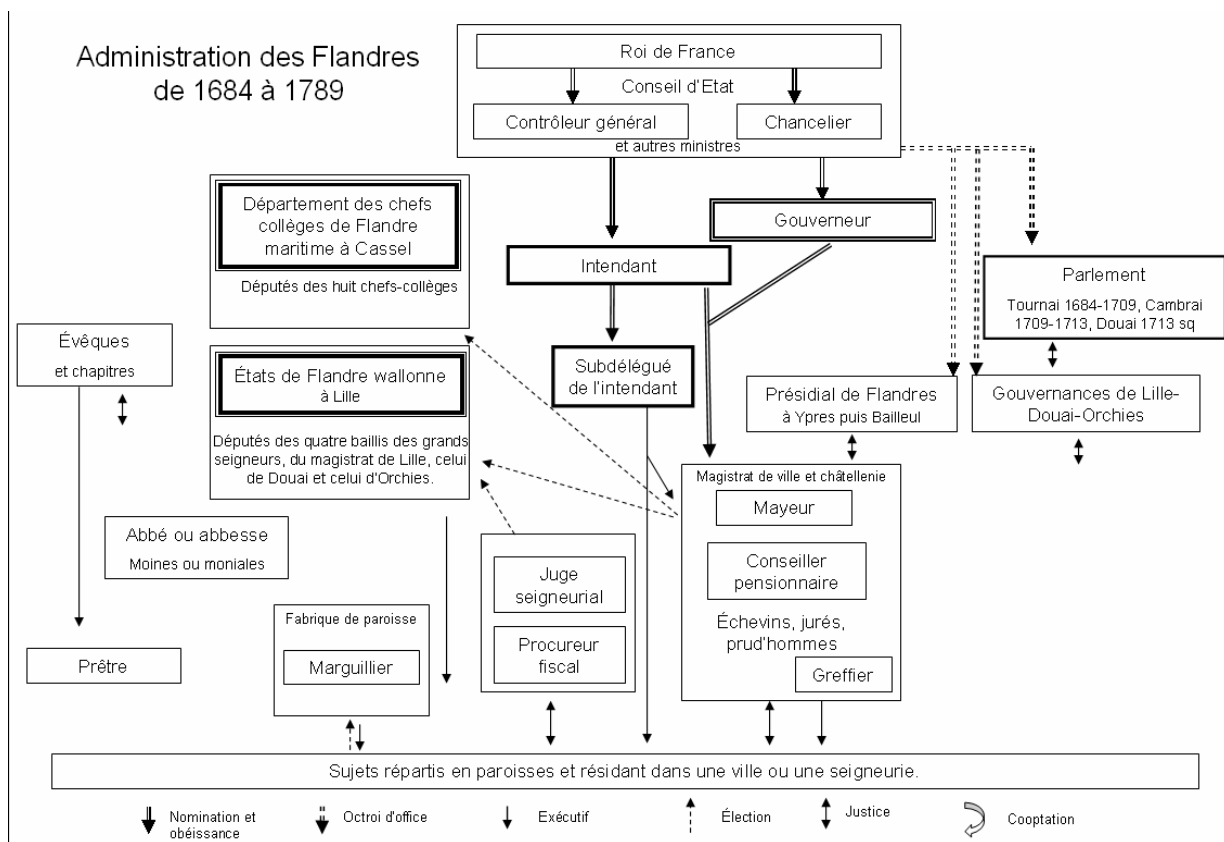 Administration des Flandres
de 1684 à 1789
Roi de France
Conseil d'Etat
Contrôleur général
Chancelier
et autres ministres
Département des chefs
collèges de Flandre
maritime à Cassel
Députés des huit chefs-collèges
Gouverneur
Intendant
Parlement
Tournai 1684-1709, Cambrai
1709-1713, Douai 1713 sq
Évêques
et chapitres
États de Flandre wallonne
à Lille
Députés des quatre baillis des grands
seigneurs, du magistrat de Lille, celui
de Douai et celui d'Orchies.
Subdélégué
de l'intendant
Présidial de Flandres
à Ypres puis Bailleul
Gouvernances de Lille-
Douai-Orchies
Magistrat de ville et châtellenie
Mayeur
Conseiller
pensionnaire
Échevins, jurés,
prud'hommes
Greffier
Abbé ou abbesse
Moines ou moniales
Juge
seigneurial
Procureur
fiscal
Fabrique de paroisse
Marguillier
Prêtre
Sujets répartis en paroisses et résidant dans une ville ou une seigneurie.
Nomination et
obéissance
Octroi d'office
Exécutif
Élection
Justice
Cooptation